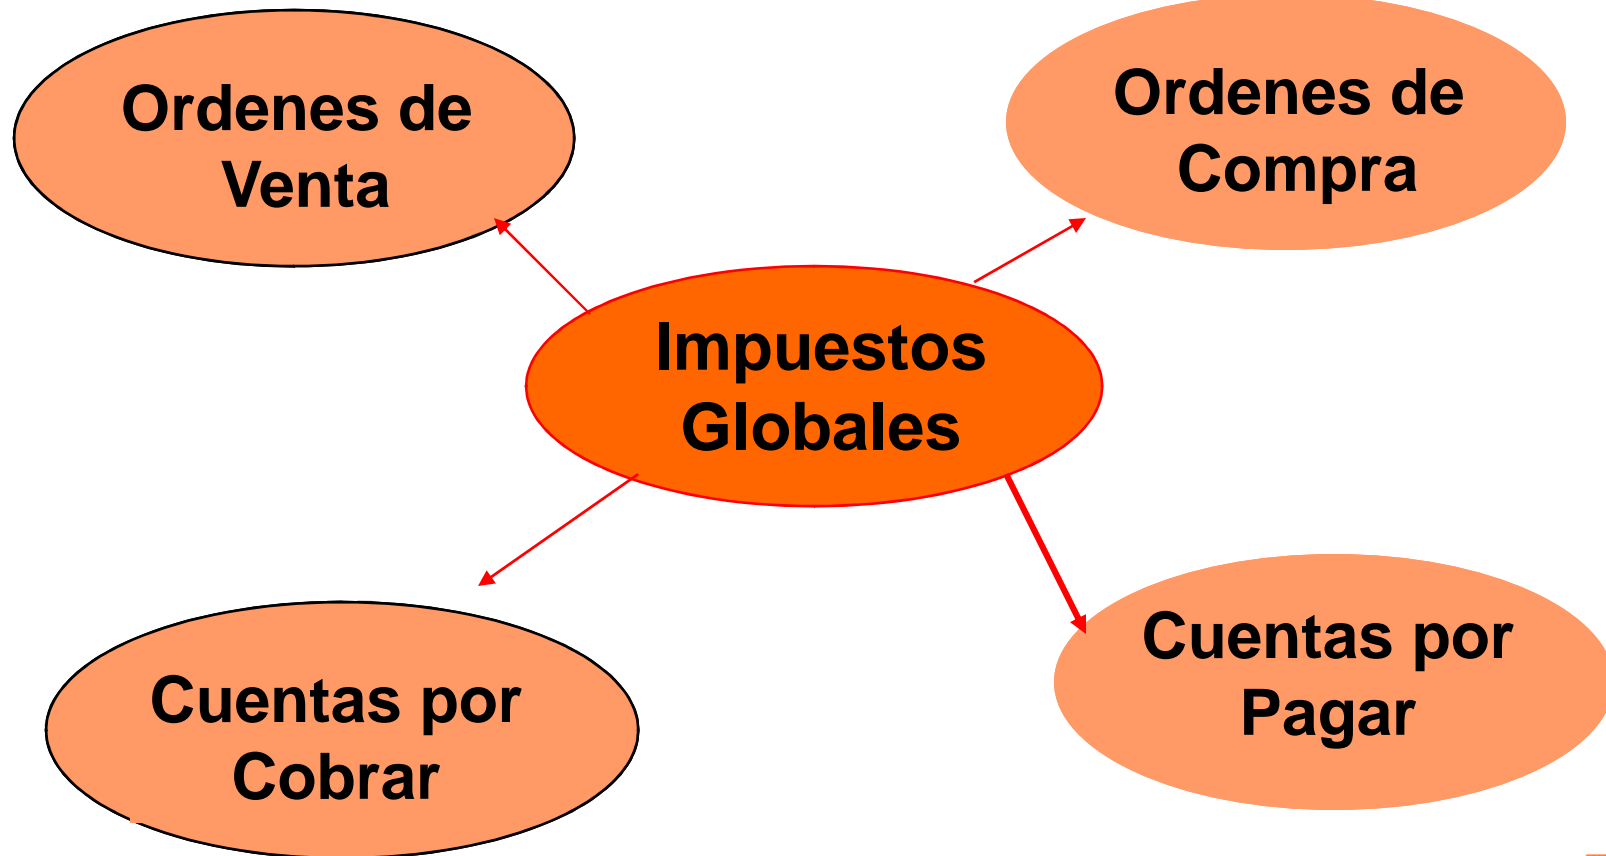 Ordenes de
Venta
Ordenes de
Compra
Impuestos
Globales
Cuentas por
Cobrar
Cuentas por
Pagar